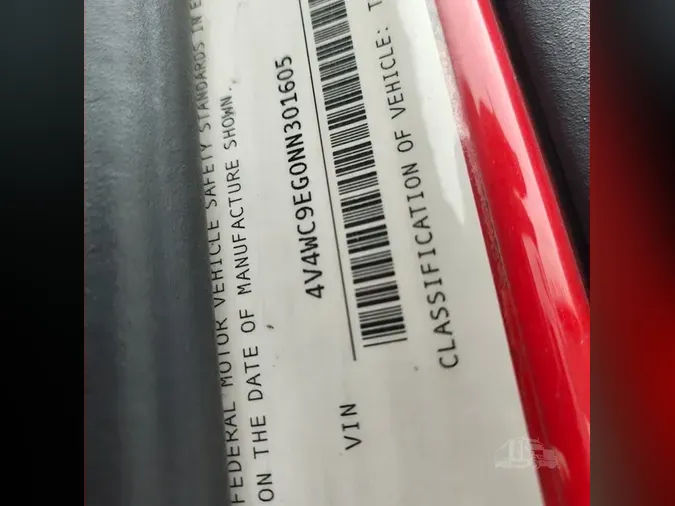 FEDERAL MOTOR VEHICLE SAFETY STANDARDS IN E
ON THE DATE OF MANUFACTURE SHOWN.
4V4WC9EG0NN301605
VIN
CLASSIFICATION OF VEHICLE: T